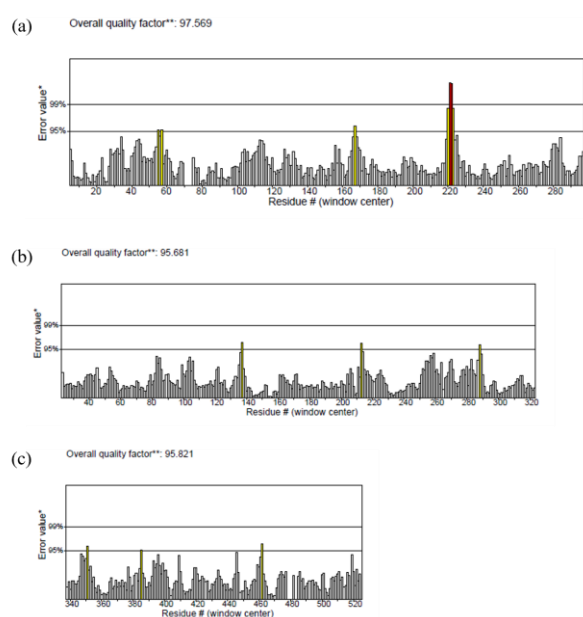 (a)
Overall quality factor**: 97.569
Error value*
99%
95%
20 40 60 80 100 120 140 160 180 200 220 240 260 280
Residue # (window center)
(b)
Overall quality factor**: 95.681
Error value*
99%
95%
40 60 80 100 120 140 160 180 200 220 240 260 280 300 320
Residue # (window center)
(c)
Overall quality factor**: 95.821
Error value*
99%
95%
340 360 380 400 420 440 460 480 500 520
Residue # (window center)